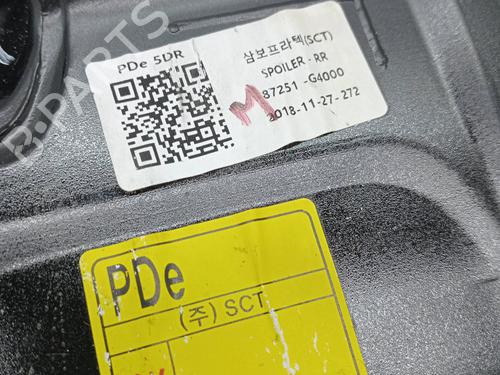 PDe 5DR
삼보프라텍(SCT)
SPOILER - RR
87251 -G4000
2018-11-27-272
M
B-PARTS
PDe
(주) SCT